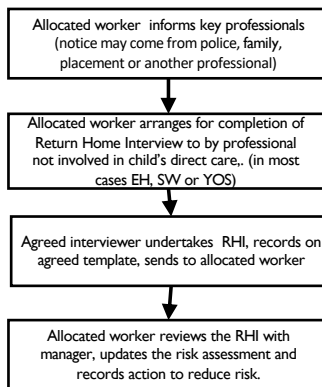 Allocated worker informs key professionals
(notice may come from police, family,
placement or another professional)
Allocated worker arranges for completion of
Return Home Interview to by professional
not involved in child's direct care,. (in most
cases EH, SW or YOS)
Agreed interviewer undertakes RHI, records on
agreed template, sends to allocated worker
Allocated worker reviews the RHI with
manager, updates the risk assessment and
records action to reduce risk.